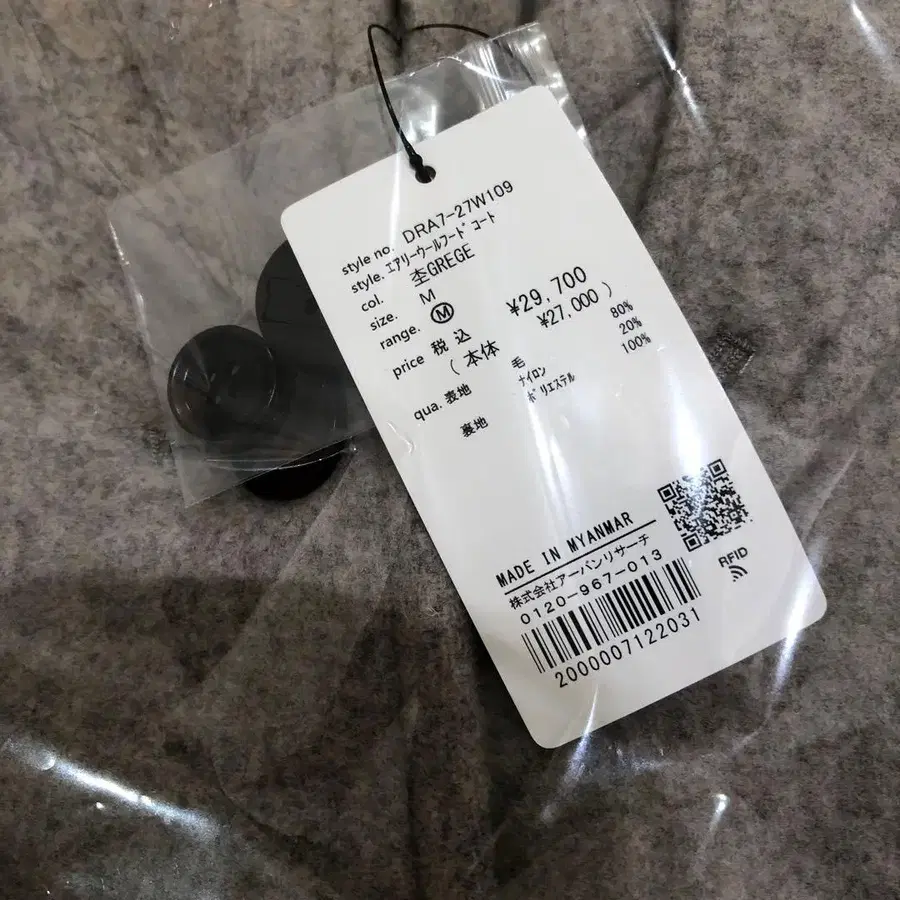 style no. DRA7-27W109
style. エアリーウールフード コート
col. 杢GREGE
size. M
range. Ⓜ
price 税 込 ¥29,700
( 本体 ¥27,000 )
qua. 表地 毛 80%
ナイロン 20%
裏地 ポリエステル 100%
MADE IN MYANMAR
株式会社アーバンリサーチ
0120-967-013
RFID
2000007122031